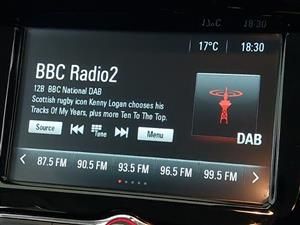 17°C 18:30
BBC Radio2
12B BBC National DAB
Scottish rugby icon Kenny Logan chooses his
Tracks Of My Years, plus more Ten To The Top.
Source Tune Menu
DAB
87.5 FM 90.5 FM 93.5 FM 96.5 FM 99.5 FM